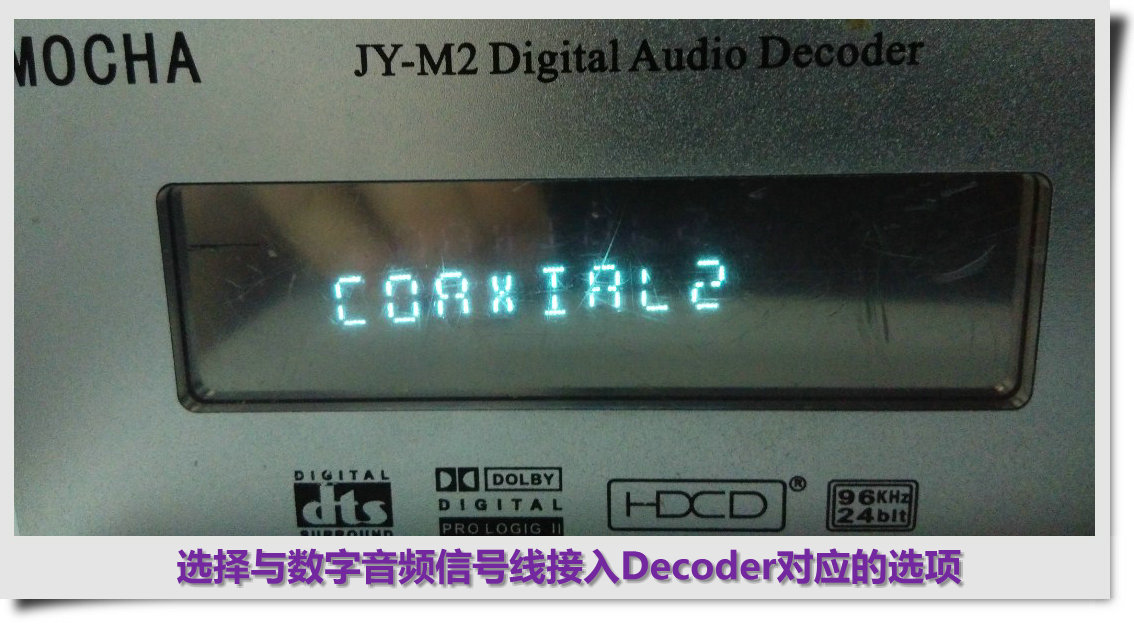 MOCHA
JY-M2 Digital Audio Decoder
COAXIAL2
DIGITAL
dts
SURROUND
DOLBY
DIGITAL
PRO LOGIC II
HDCD®
96KHz
24bit
选择与数字音频信号线接入Decoder对应的选项